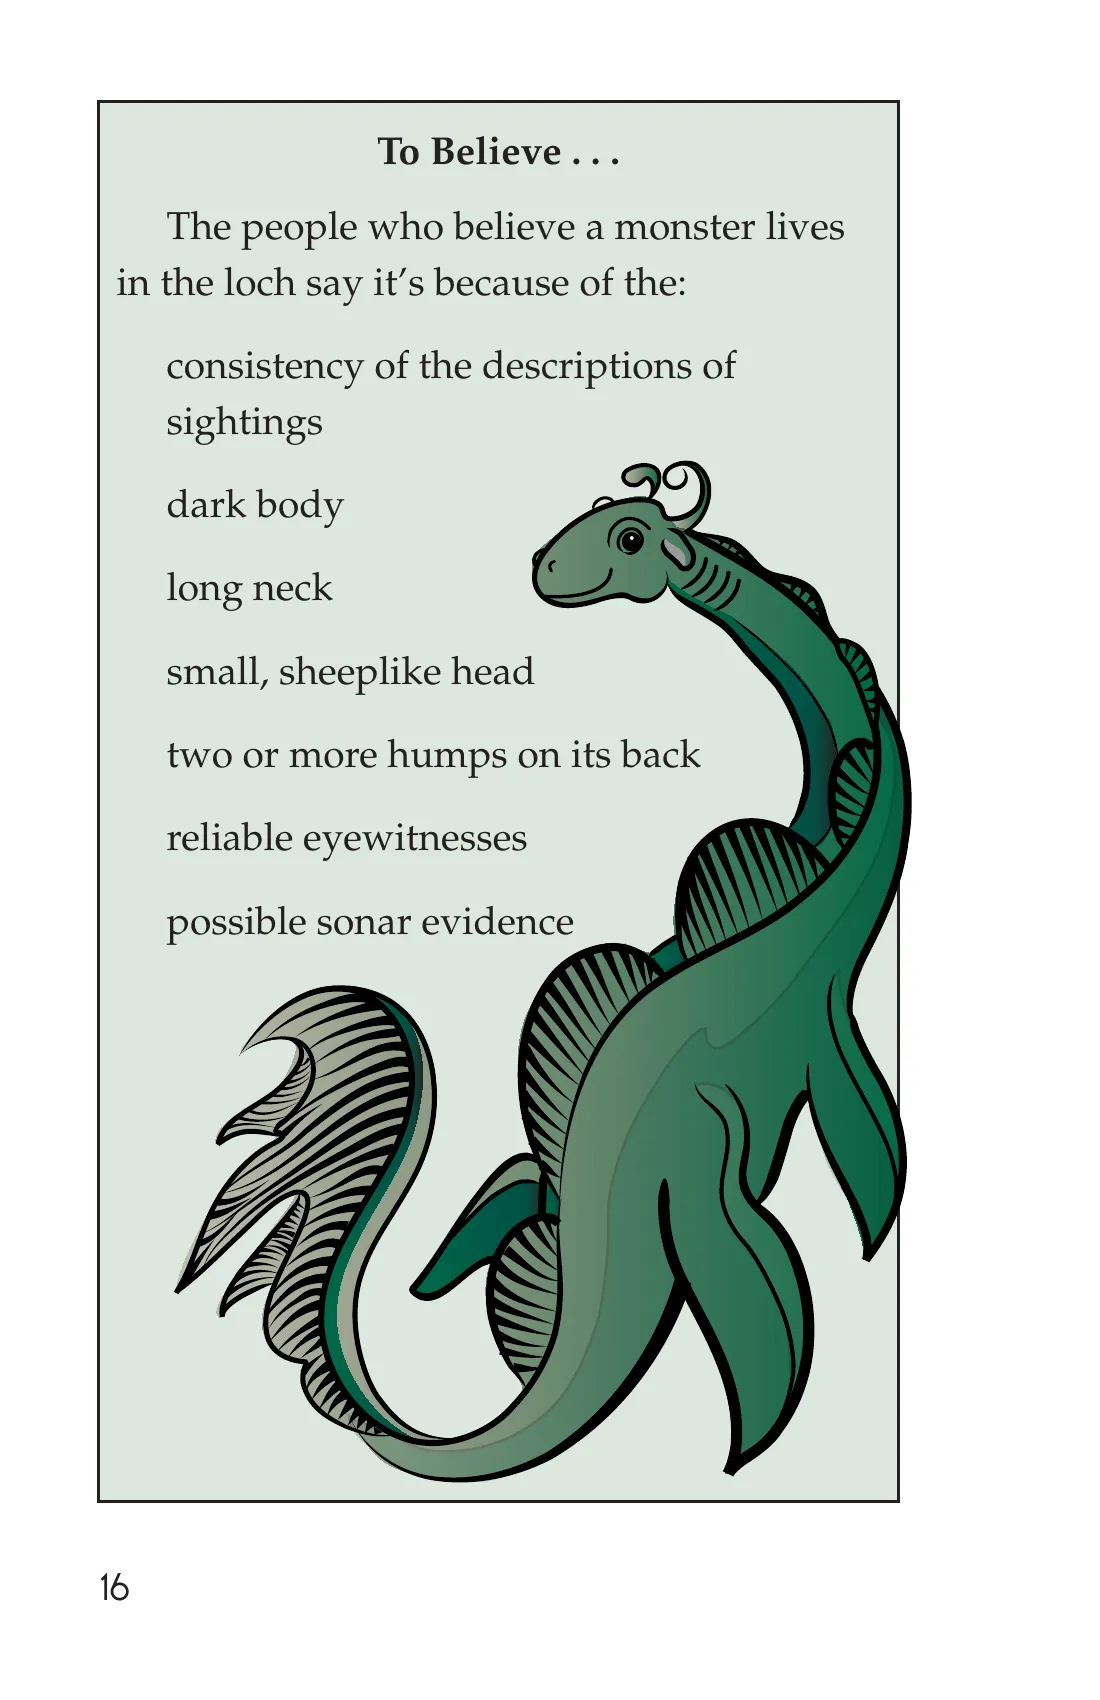 To Believe . . .
The people who believe a monster lives
in the loch say it’s because of the:
consistency of the descriptions of
sightings
dark body
long neck
small, sheeplike head
two or more humps on its back
reliable eyewitnesses
possible sonar evidence
16